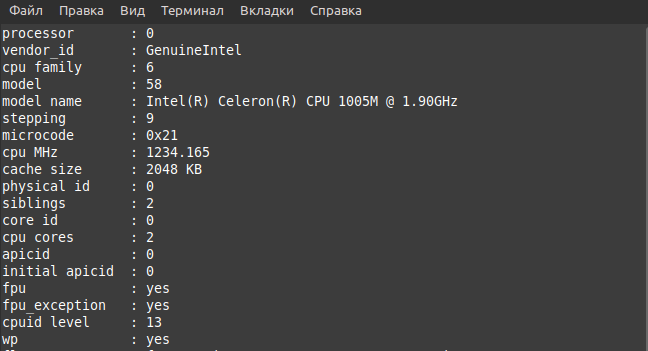 Файл Правка Вид Терминал Вкладки Справка
processor : 0
vendor_id : GenuineIntel
cpu family : 6
model : 58
model name : Intel(R) Celeron(R) CPU 1005M @ 1.90GHz
stepping : 9
microcode : 0x21
cpu MHz : 1234.165
cache size : 2048 KB
physical id : 0
siblings : 2
core id : 0
cpu cores : 2
apicid : 0
initial apicid : 0
fpu : yes
fpu_exception : yes
cpuid level : 13
wp : yes